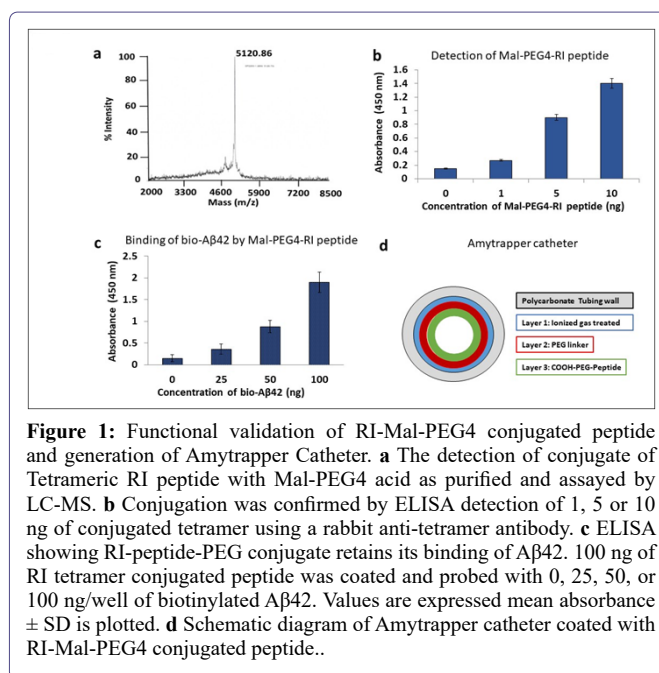 a
5120.86
100
80
60
40
20
0
% Intensity
2000 3300 4600 5900 7200 8500
Mass (m/z)
b
Detection of Mal-PEG4-RI peptide
1.6
1.4
1.2
1
0.8
0.6
0.4
0.2
0
Absorbance (450 nm)
0 1 5 10
Concentration of Mal-PEG4-RI peptide (ng)
c
Binding of bio-Aβ42 by Mal-PEG4-RI peptide
2.5
2
1.5
1
0.5
0
Absorbance (450 nm)
0 25 50 100
Concentration of bio-Aβ42 (ng)
d
Amytrapper catheter
Polycarbonate Tubing wall
Layer 1: Ionized gas treated
Layer 2: PEG linker
Layer 3: COOH-PEG-Peptide
Figure 1: Functional validation of RI-Mal-PEG4 conjugated peptide
and generation of Amytrapper Catheter. a The detection of conjugate of
Tetrameric RI peptide with Mal-PEG4 acid as purified and assayed by
LC-MS. b Conjugation was confirmed by ELISA detection of 1, 5 or 10
ng of conjugated tetramer using a rabbit anti-tetramer antibody. c ELISA
showing RI-peptide-PEG conjugate retains its binding of Aβ42. 100 ng of
RI tetramer conjugated peptide was coated and probed with 0, 25, 50, or
100 ng/well of biotinylated Aβ42. Values are expressed mean absorbance
± SD is plotted. d Schematic diagram of Amytrapper catheter coated with
RI-Mal-PEG4 conjugated peptide..